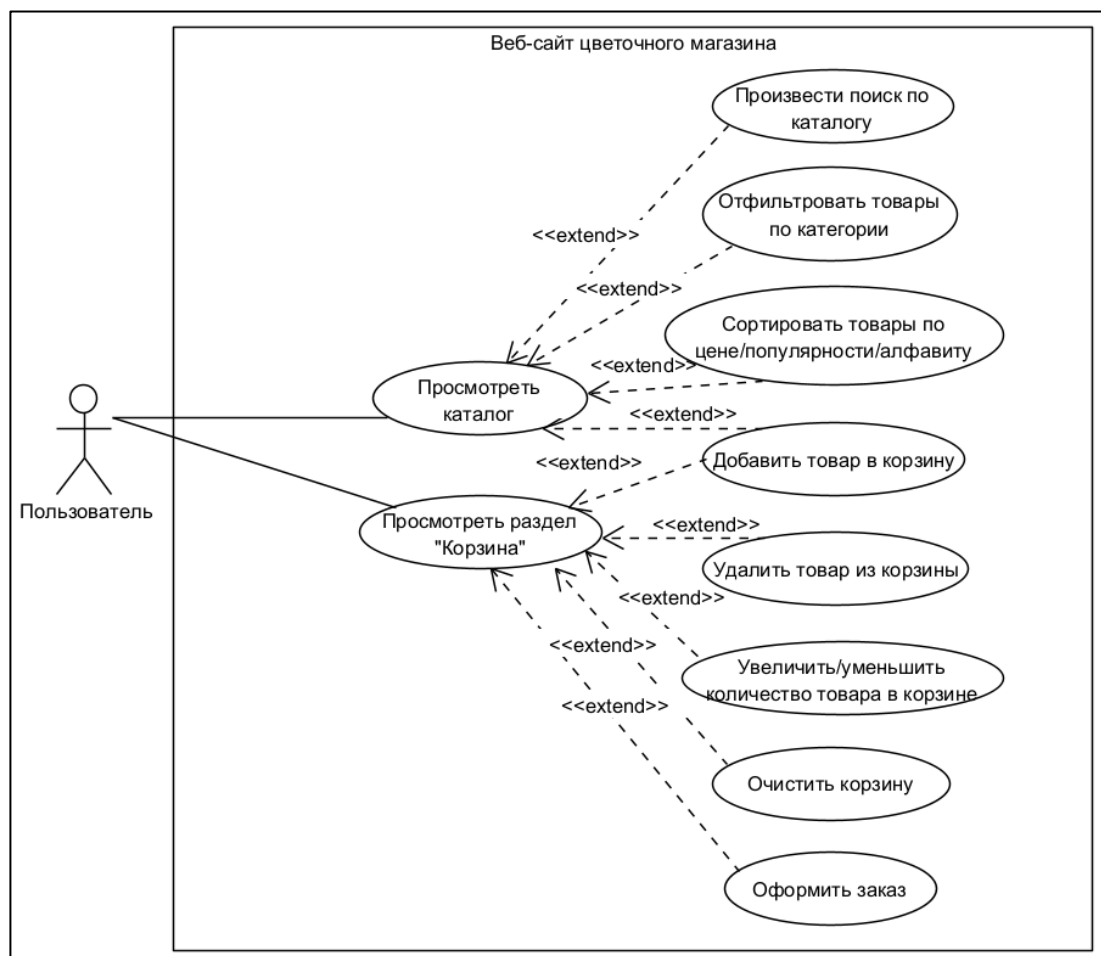 Веб-сайт цветочного магазина
Произвести поиск по
каталогу
Отфильтровать товары
по категории
<<extend>>
<<extend>>
Сортировать товары по
цене/популярности/алфавиту
<<extend>>
Просмотреть
каталог
<<extend>>
Добавить товар в корзину
<<extend>>
Пользователь
Просмотреть раздел
"Корзина"
<<extend>>
Удалить товар из корзины
<<extend>>
<<extend>>
Увеличить/уменьшить
количество товара в корзине
<<extend>>
Очистить корзину
Оформить заказ